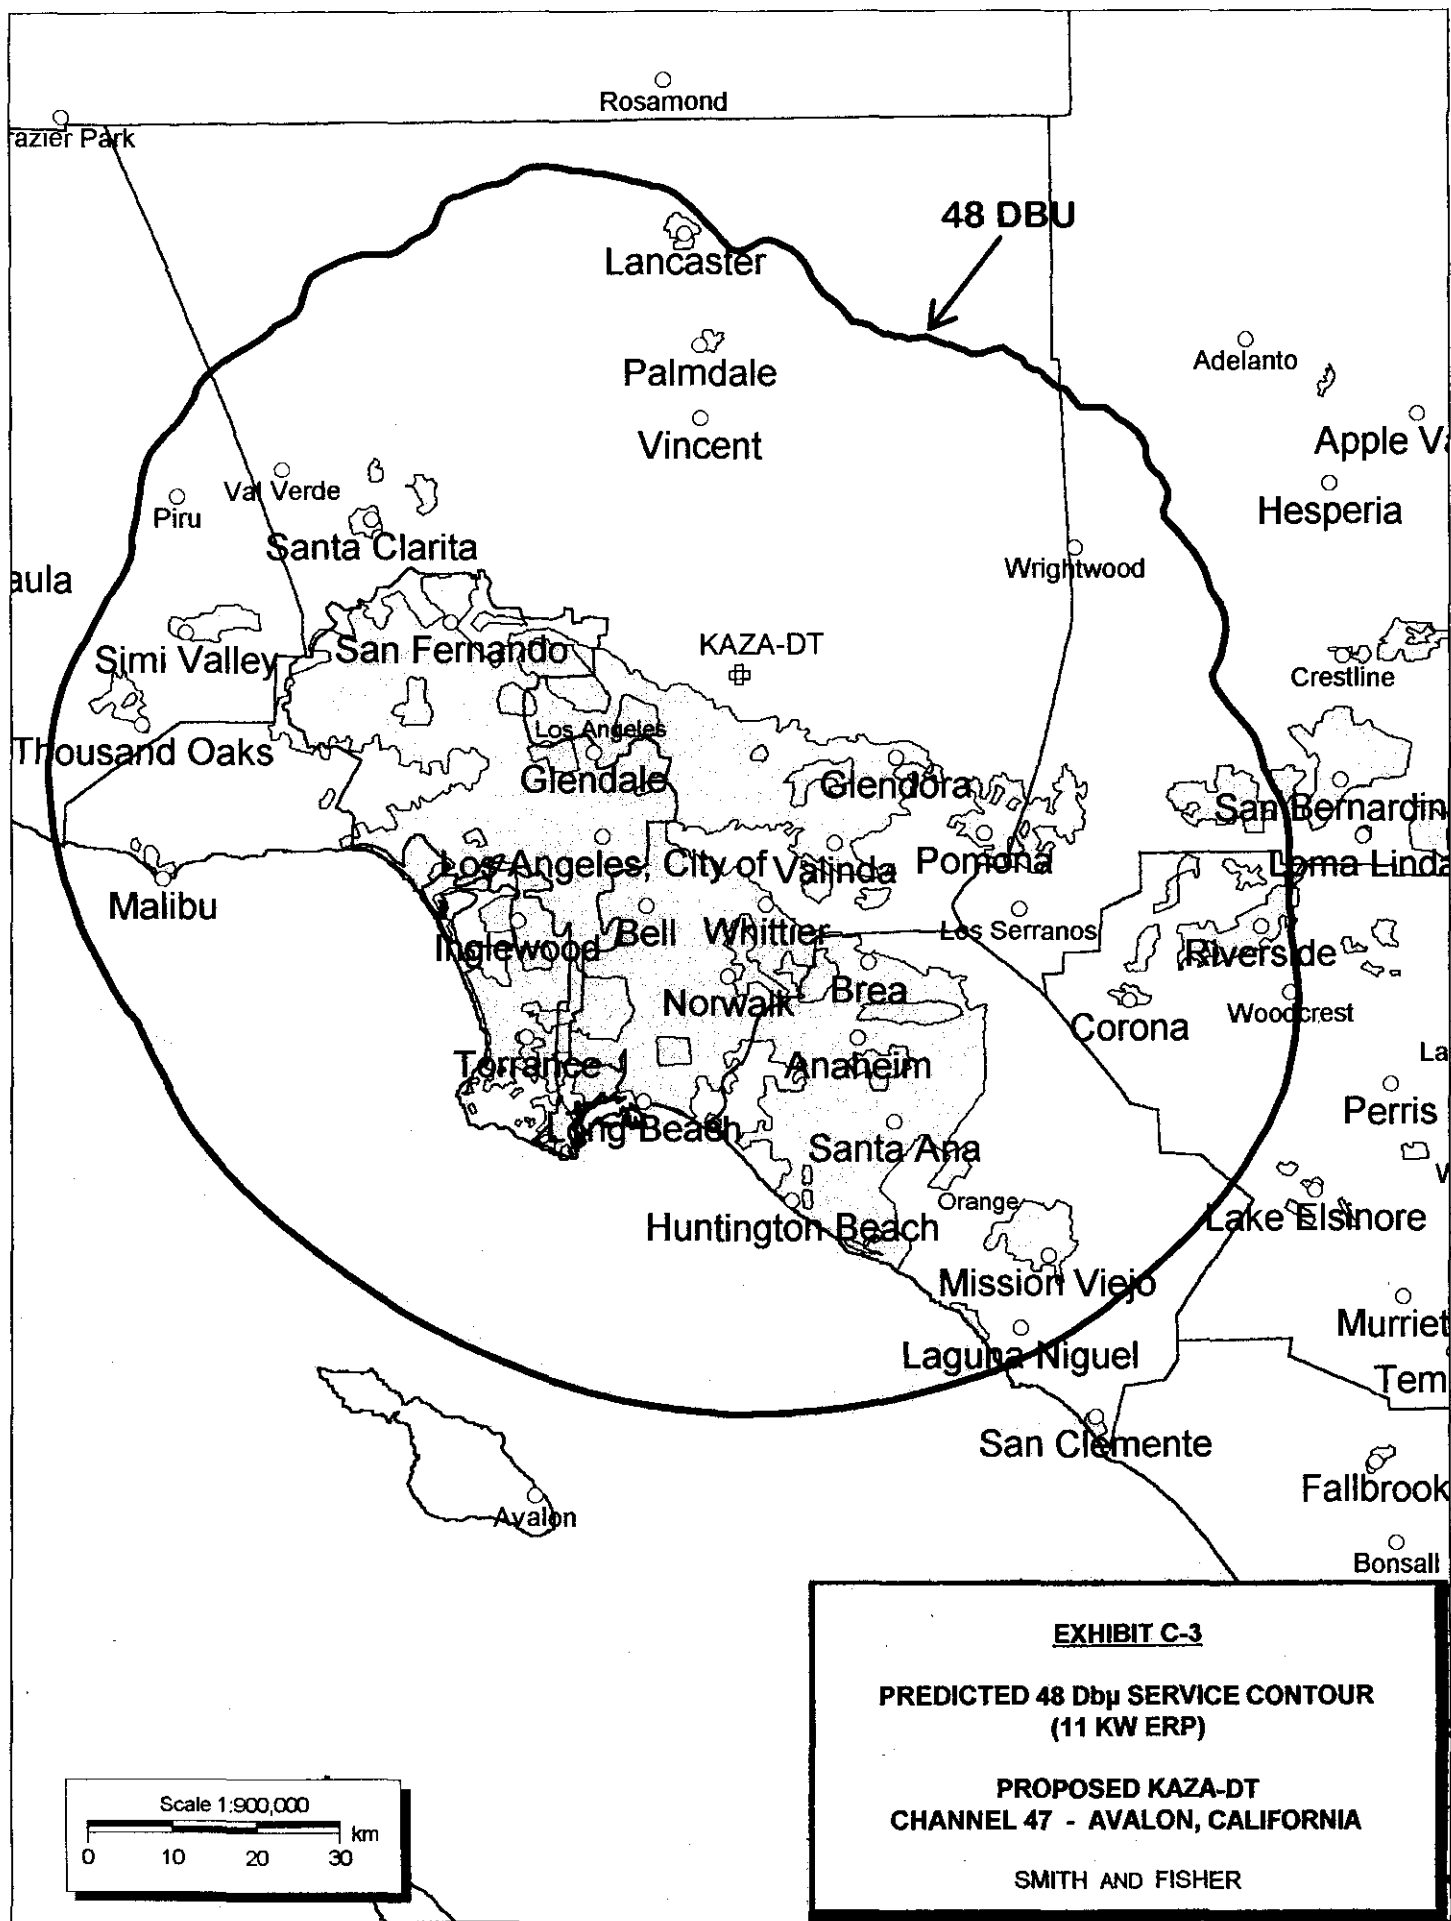 Rosamond
razier Park
48 DBU
Lancaster
Adelanto
Palmdale
Apple Va
Vincent
Val Verde
Hesperia
Piru
Santa Clarita
Wrightwood
aula
San Fernando
KAZA-DT
Simi Valley
Crestline
Los Angeles
Thousand Oaks
Glendale
Glendora
San Bernardin
Los Angeles, City of
Valinda
Pomona
Loma Linda
Malibu
Inglewood
Bell
Whittier
Los Serranos
Riverside
Norwalk
Brea
Woodcrest
Corona
Torrance
Anaheim
La
Perris
Long Beach
Santa Ana
Orange
Huntington Beach
Lake Elsinore
Mission Viejo
Murriet
Laguna Niguel
Tem
San Clemente
Fallbrook
Avalon
Bonsall
EXHIBIT C-3
PREDICTED 48 Dbµ SERVICE CONTOUR
(11 KW ERP)
PROPOSED KAZA-DT
CHANNEL 47 - AVALON, CALIFORNIA
SMITH AND FISHER
Scale 1:900,000
km
0 10 20 30